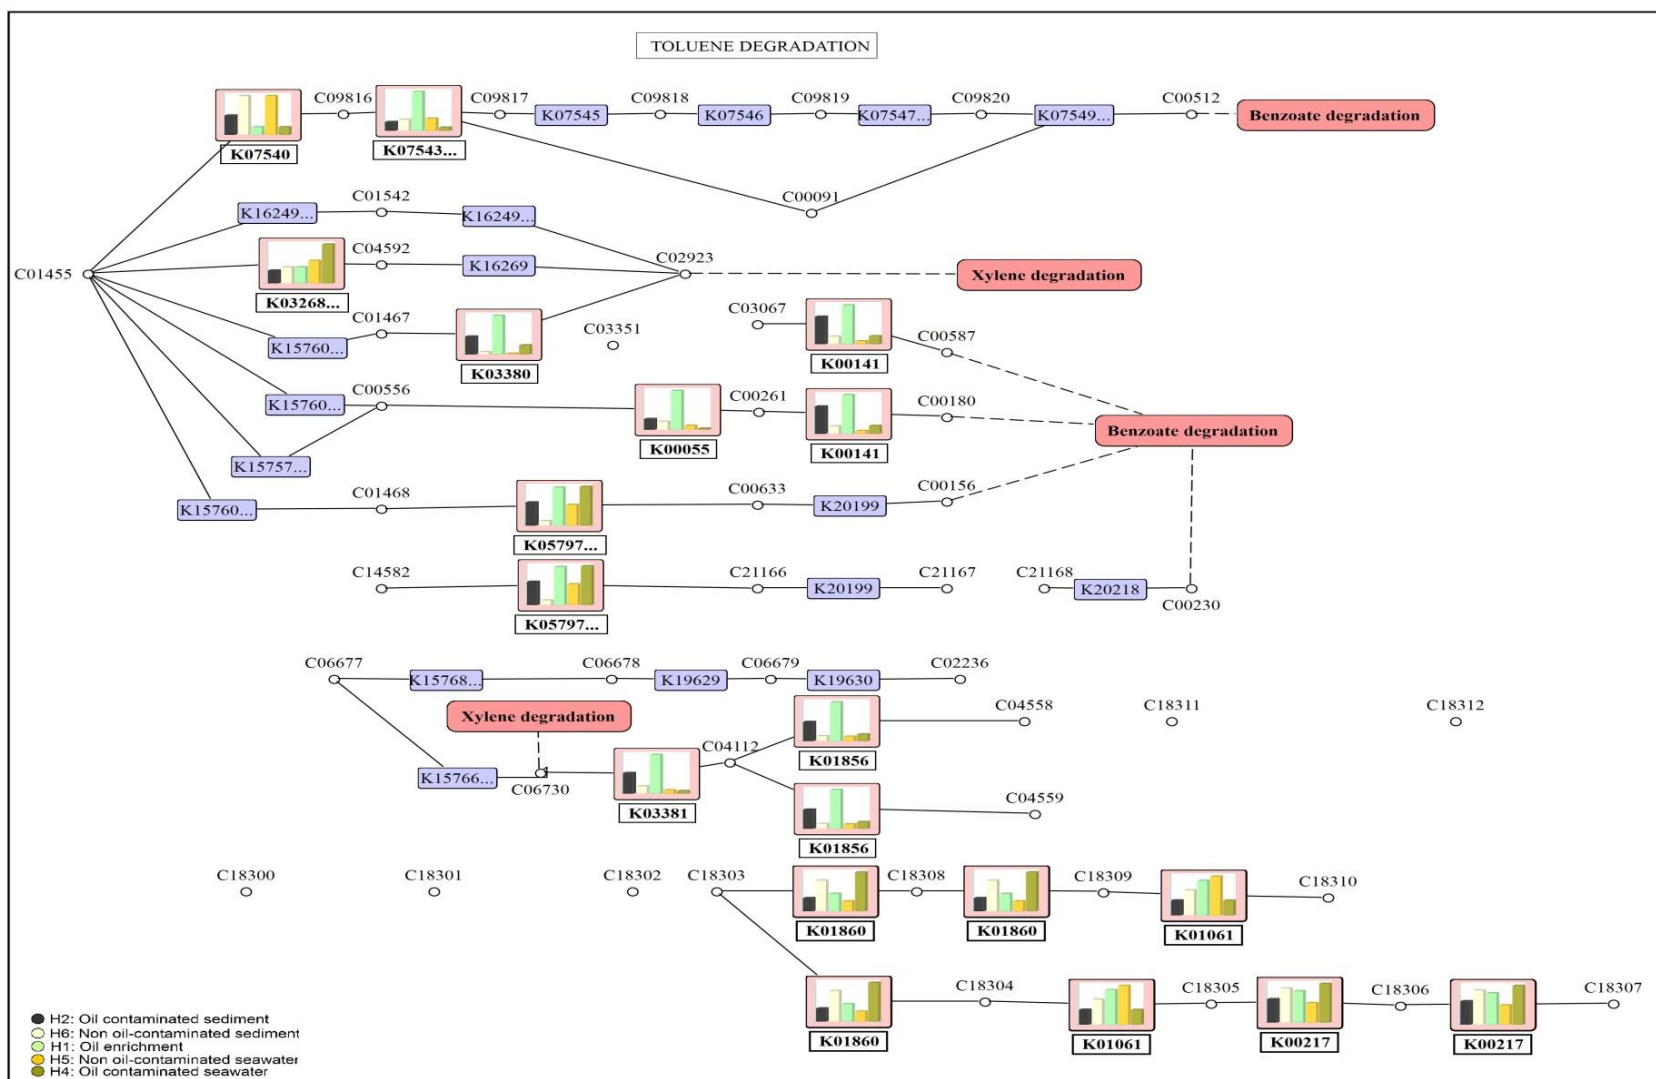 TOLUENE DEGRADATION
C09816
C09817
C09818
C09819
C09820
C00512
K07545
K07546
K07547...
K07549...
Benzoate degradation
K07540
K07543...
C01542
C00091
K16249...
K16249...
C04592
C02923
C01455
K16269
Xylene degradation
K03268...
C01467
C03351
C03067
C00587
K15760...
K03380
K00141
C00556
C00261
C00180
K15760...
Benzoate degradation
K00055
K00141
K15757...
C01468
C00633
C00156
K15760...
K20199
K05797...
C14582
C21166
C21167
C21168
K20199
K20218
C00230
K05797...
C06677
C06678
C06679
C02236
K15768...
K19629
K19630
Xylene degradation
C04558
C18311
C18312
C04112
K01856
K15766...
C06730
C04559
K03381
K01856
C18300
C18301
C18302
C18303
C18308
C18309
C18310
K01860
K01860
K01061
C18304
C18305
C18306
C18307
K01860
K01061
K00217
K00217
H2: Oil contaminated sediment
H6: Non oil-contaminated sediment
H1: Oil enrichment
H5: Non oil-contaminated seawater
H4: Oil contaminated seawater